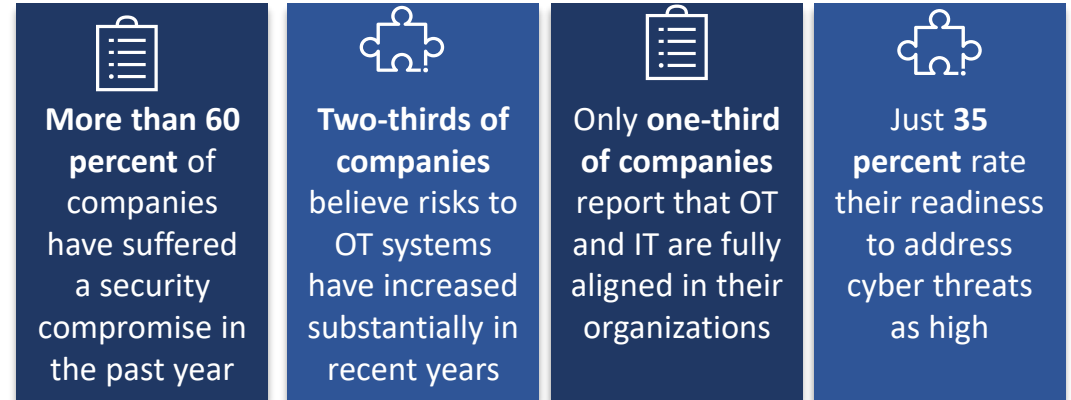 More than 60
percent of
companies
have suffered
a security
compromise in
the past year
Two-thirds of
companies
believe risks to
OT systems
have increased
substantially in
recent years
Only one-third
of companies
report that OT
and IT are fully
aligned in their
organizations
Just 35
percent rate
their readiness
to address
cyber threats
as high